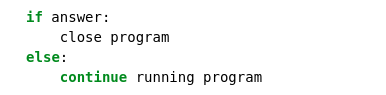 if answer:
    close program
else:
    continue running program